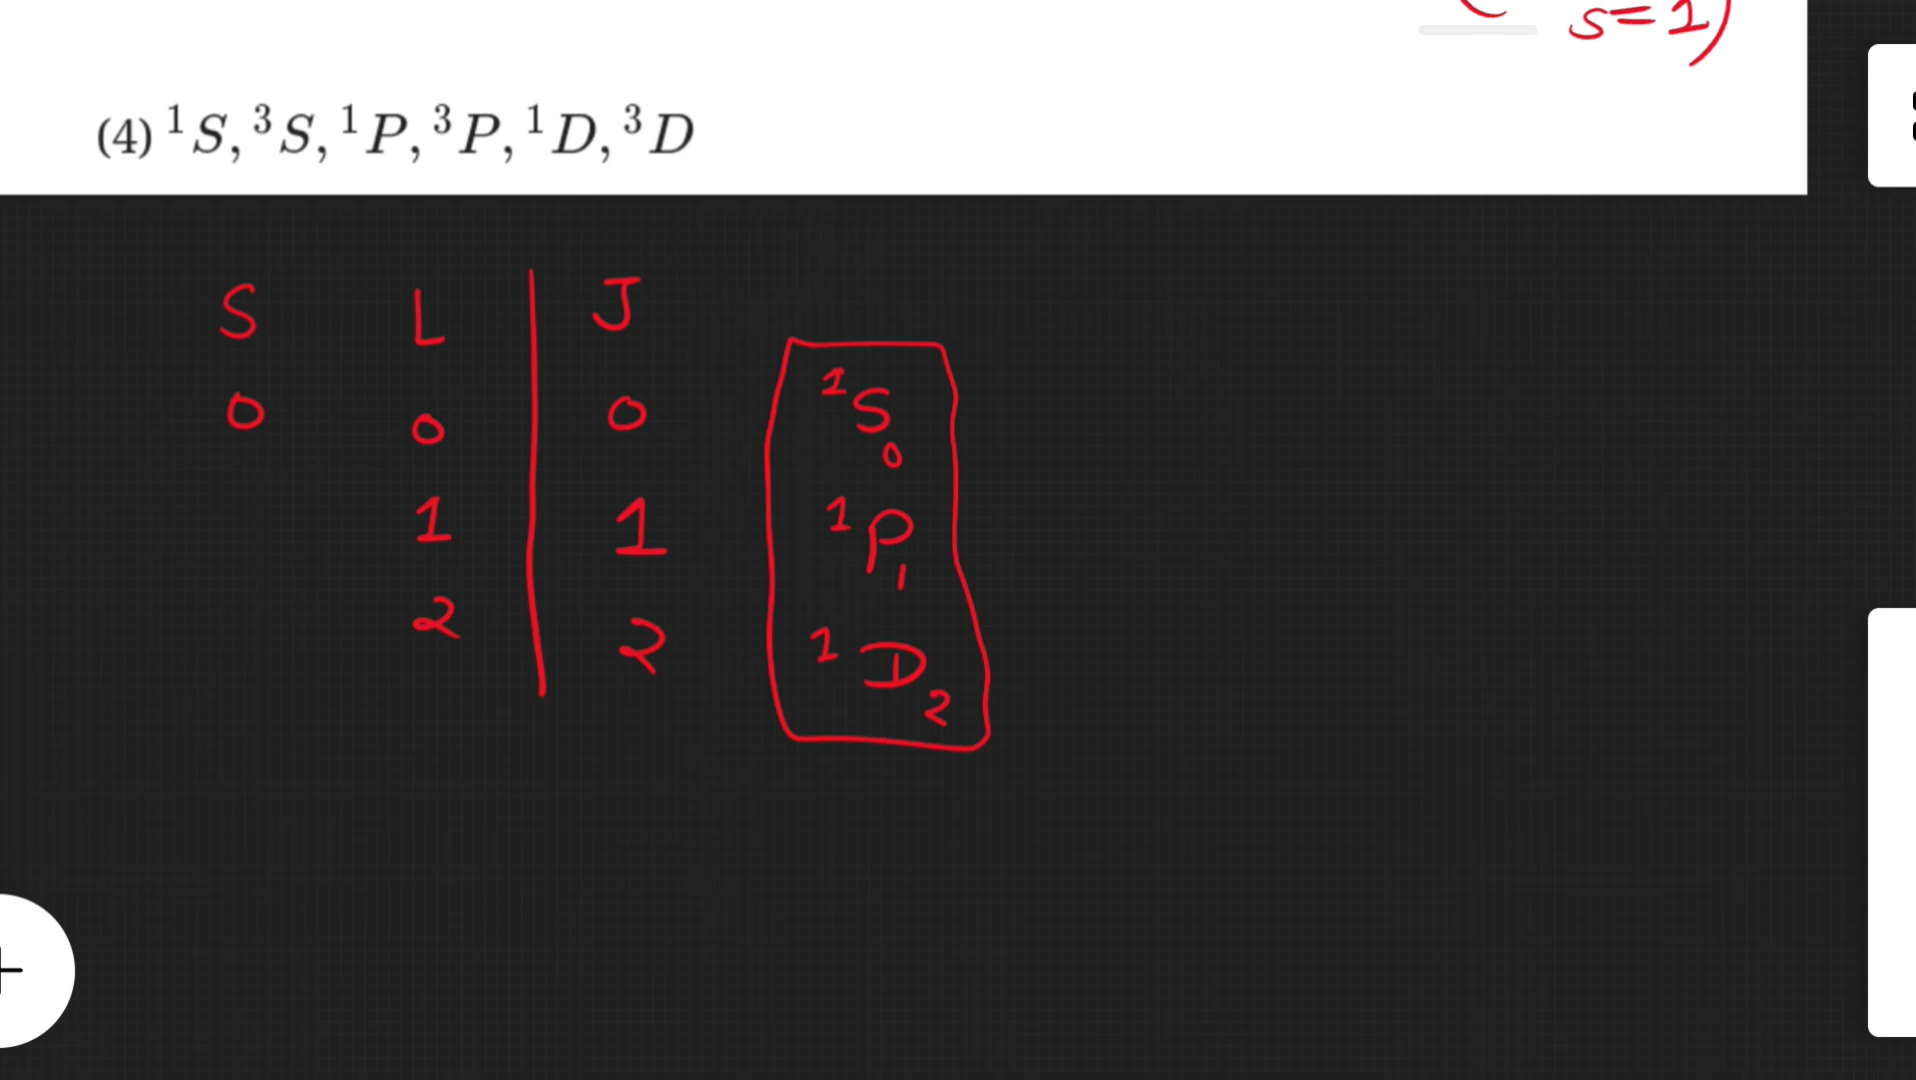 s=1)
(4) ¹S, ³S, ¹P, ³P, ¹D, ³D
S L J
0 0 0 ¹S₀
1 1 ¹P₁
2 2 ¹D₂